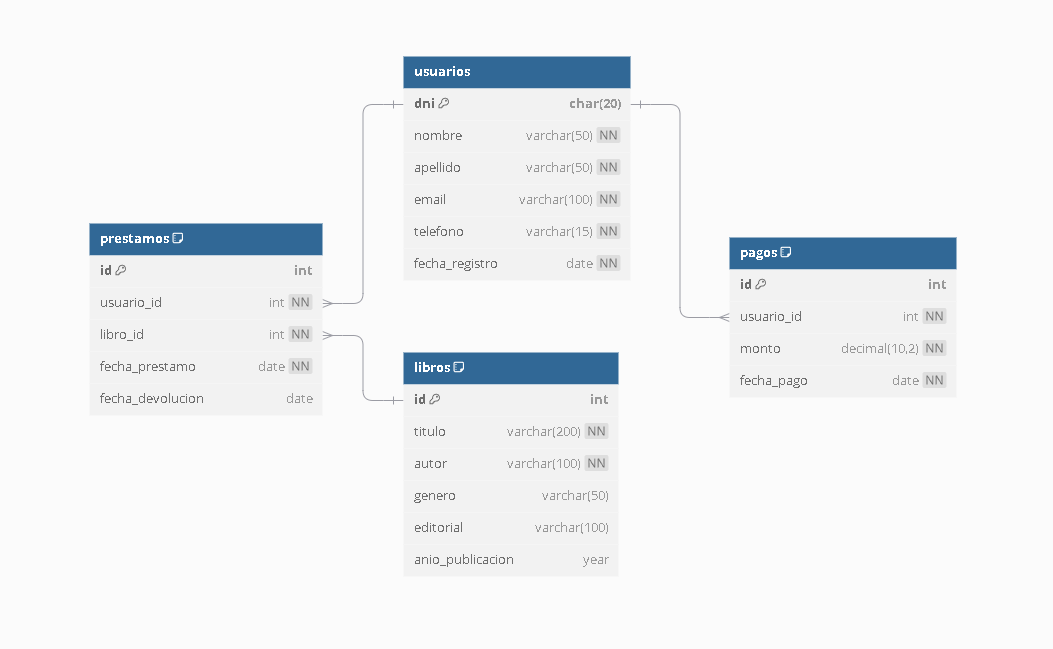 usuarios
dni char(20)
nombre varchar(50) NN
apellido varchar(50) NN
email varchar(100) NN
telefono varchar(15) NN
fecha_registro date NN
prestamos
id int
usuario_id int NN
libro_id int NN
fecha_prestamo date NN
fecha_devolucion date
pagos
id int
usuario_id int NN
monto decimal(10,2) NN
fecha_pago date NN
libros
id int
titulo varchar(200) NN
autor varchar(100) NN
genero varchar(50)
editorial varchar(100)
anio_publicacion year